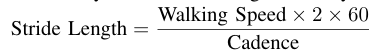 Stride Length = Walking Speed × 2 × 60 / Cadence